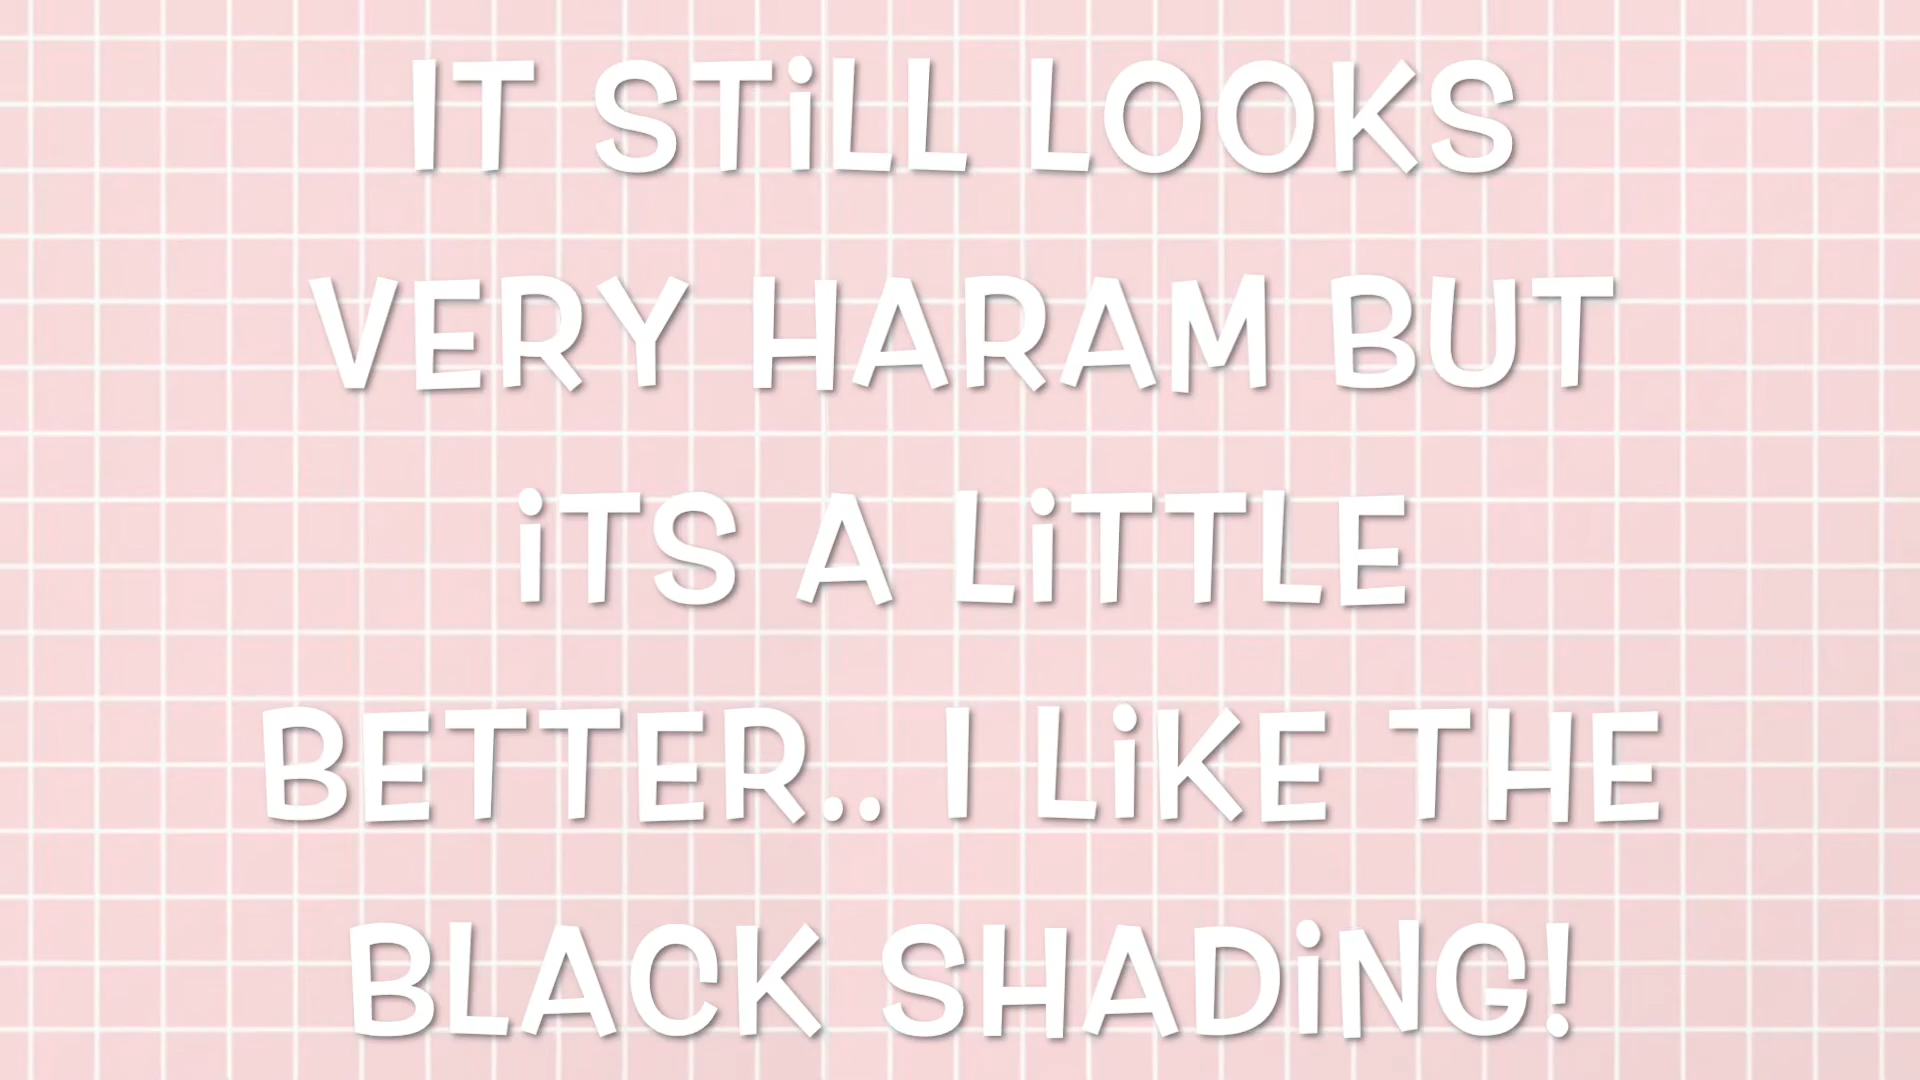 IT STiLL LOOKS
VERY HARAM BUT
iTS A LiTTLE
BETTER.. I LiKE THE
BLACK SHADiNG!